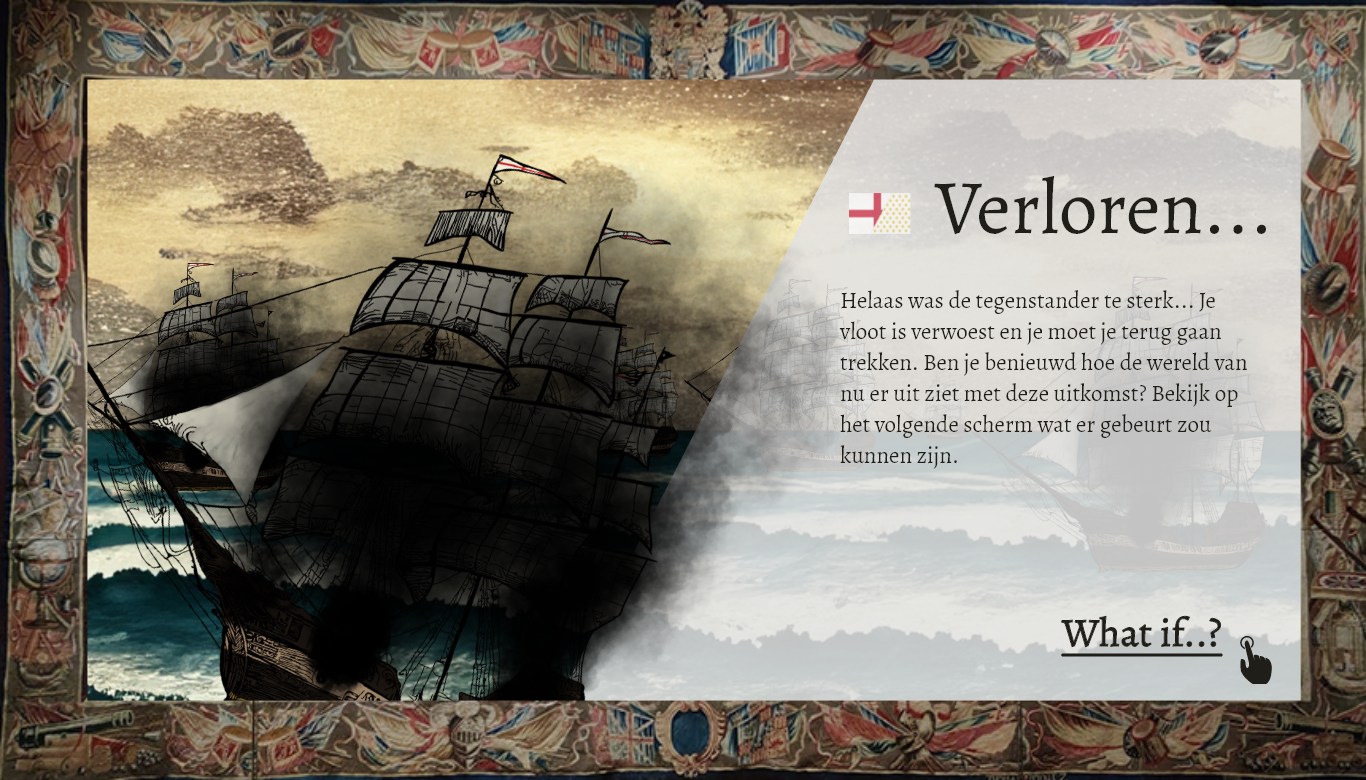 Verloren...
Helaas was de tegenstander te sterk... Je
vloot is verwoest en je moet je terug gaan
trekken. Ben je benieuwd hoe de wereld van
nu er uit ziet met deze uitkomst? Bekijk op
het volgende scherm wat er gebeurt zou
kunnen zijn.
What if..?